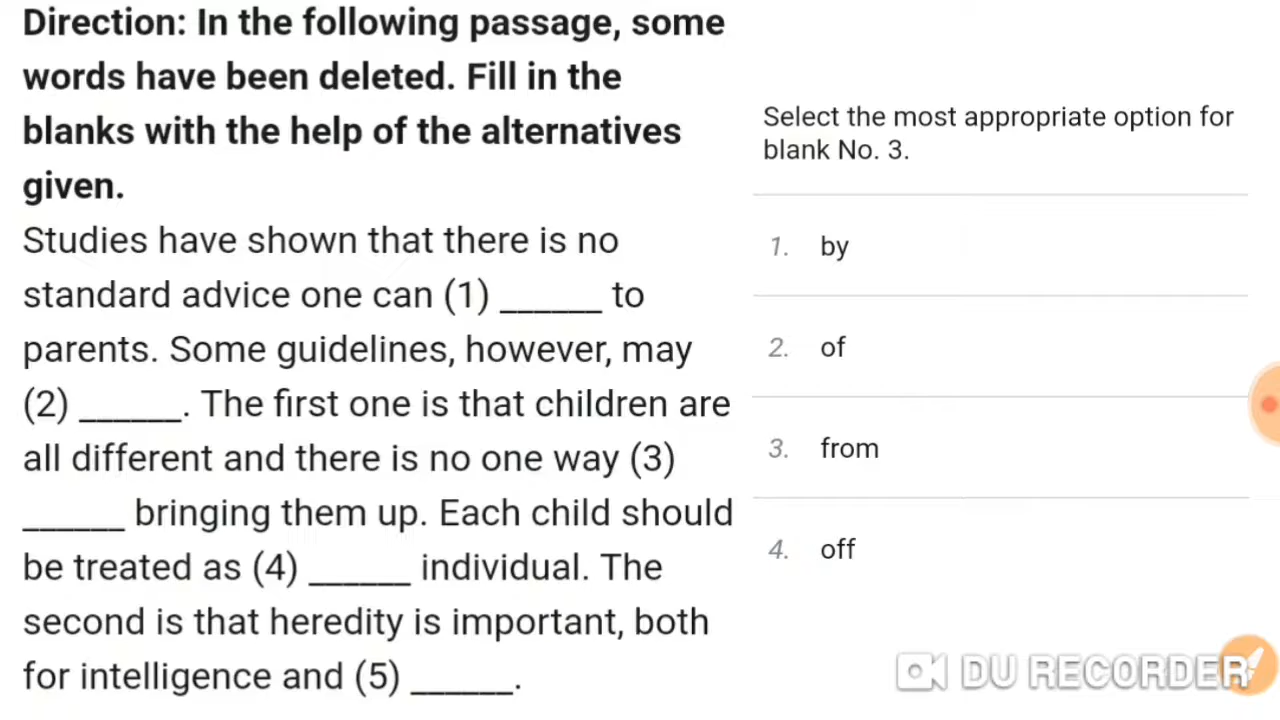 Direction: In the following passage, some
words have been deleted. Fill in the
blanks with the help of the alternatives
given.
Studies have shown that there is no
standard advice one can (1) ______ to
parents. Some guidelines, however, may
(2) ______. The first one is that children are
all different and there is no one way (3)
______ bringing them up. Each child should
be treated as (4) ______ individual. The
second is that heredity is important, both
for intelligence and (5) ______.
Select the most appropriate option for
blank No. 3.
1. by
2. of
3. from
4. off
DU RECORDER